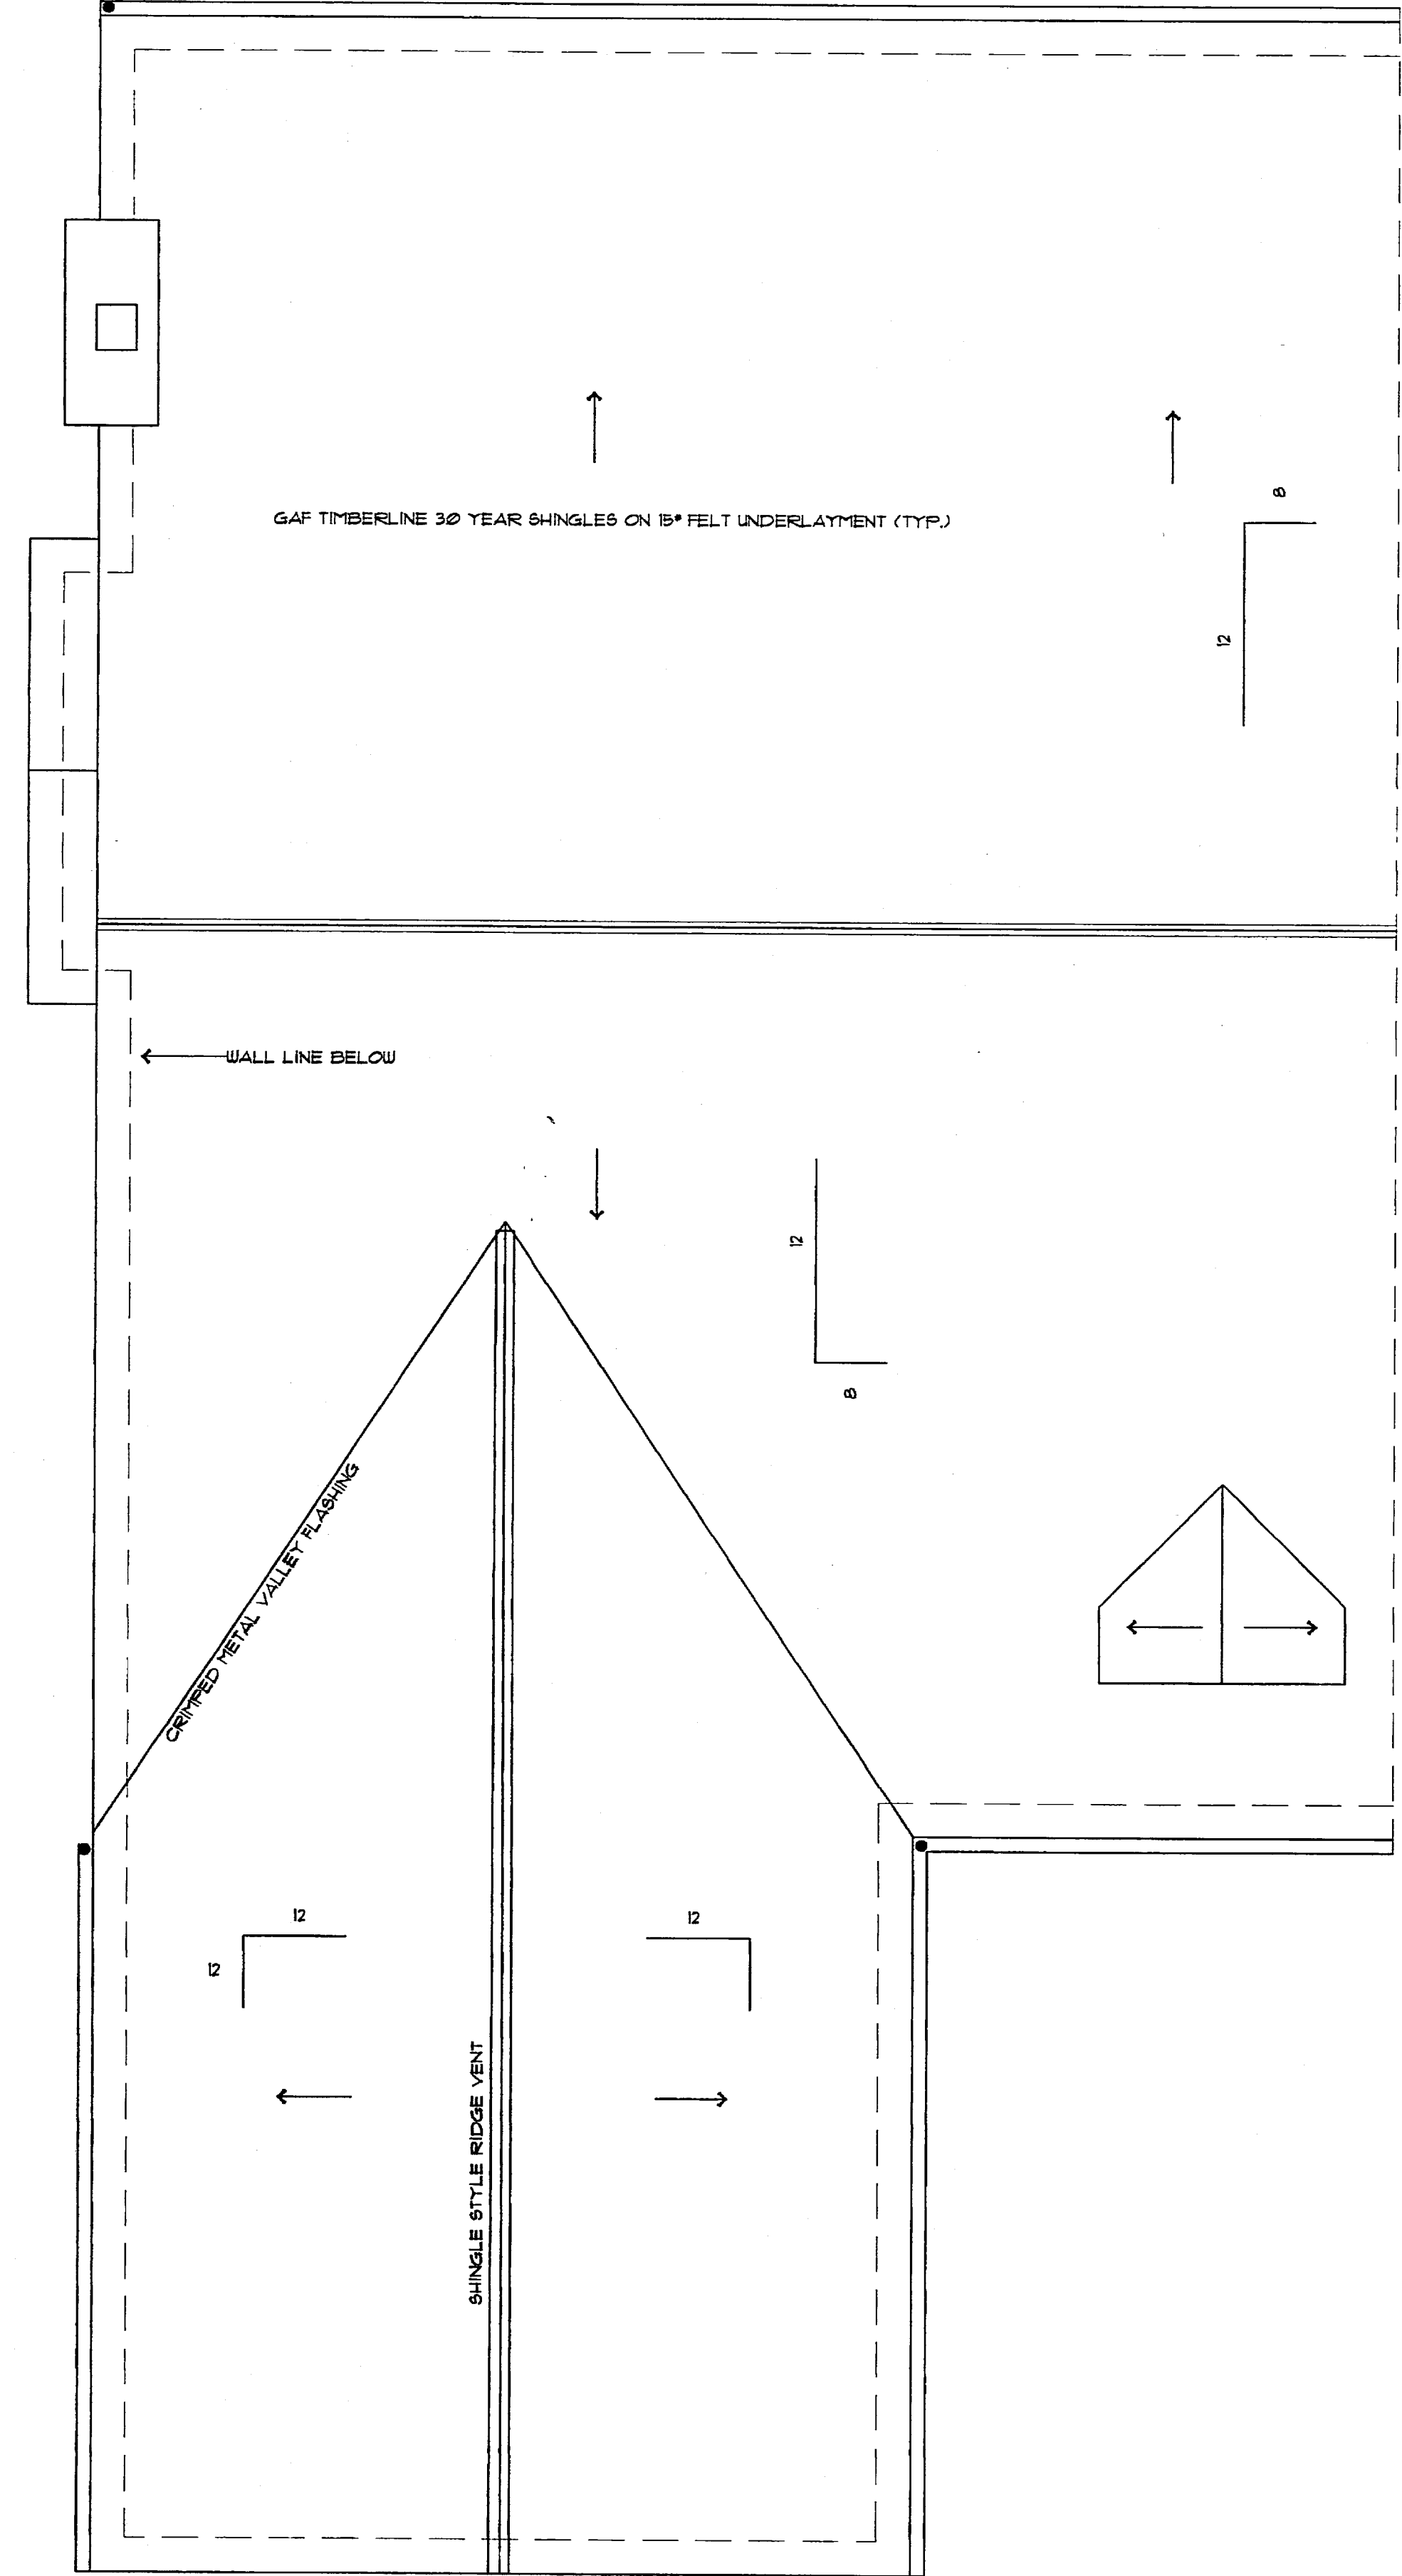 GAF TIMBERLINE 30 YEAR SHINGLES ON 15# FELT UNDERLAYMENT (TYP.)
8
12
WALL LINE BELOW
12
8
CRIMPED METAL VALLEY FLASHING
12
12
12
SHINGLE STYLE RIDGE VENT